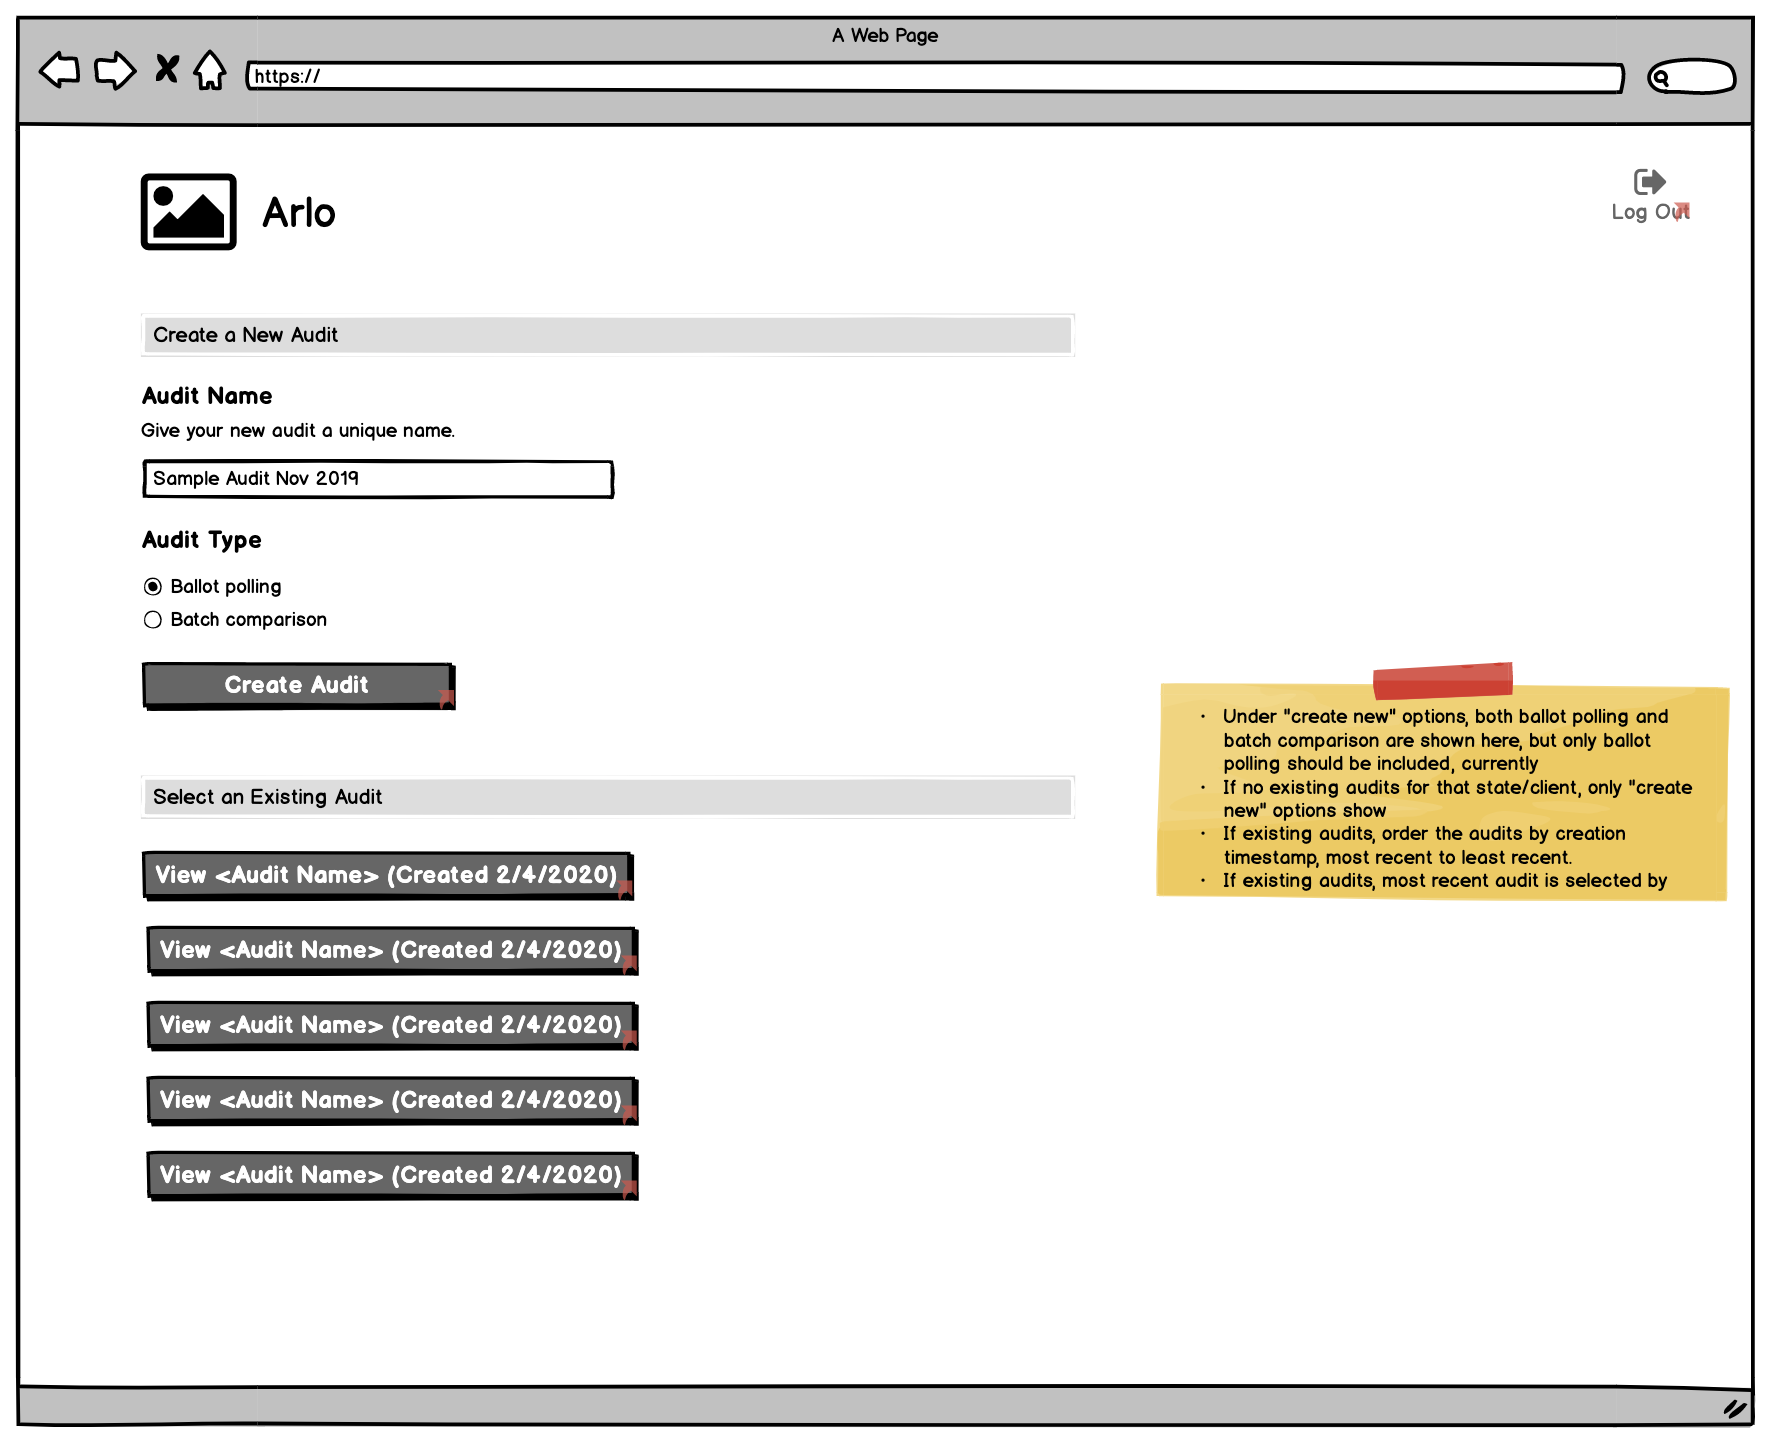 A Web Page
https://
Arlo
Log Out
Create a New Audit
Audit Name
Give your new audit a unique name.
Sample Audit Nov 2019
Audit Type
Ballot polling
Batch comparison
Create Audit
• Under "create new" options, both ballot polling and
batch comparison are shown here, but only ballot
polling should be included, currently
• If no existing audits for that state/client, only "create
new" options show
• If existing audits, order the audits by creation
timestamp, most recent to least recent.
• If existing audits, most recent audit is selected by
Select an Existing Audit
View <Audit Name> (Created 2/4/2020)
View <Audit Name> (Created 2/4/2020)
View <Audit Name> (Created 2/4/2020)
View <Audit Name> (Created 2/4/2020)
View <Audit Name> (Created 2/4/2020)